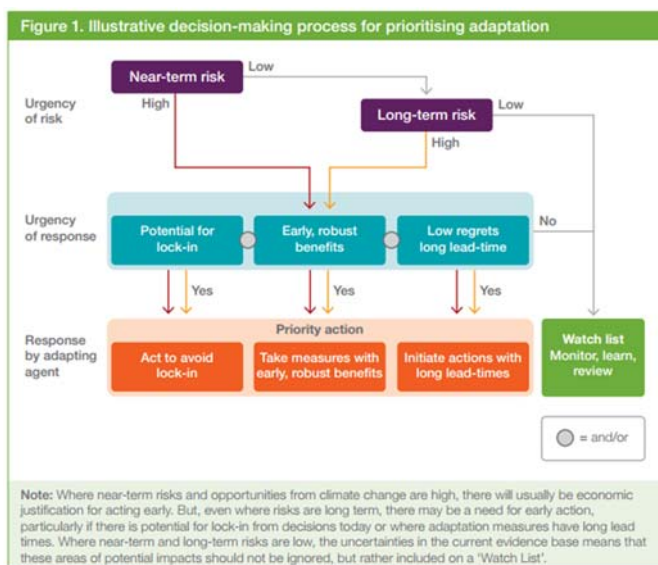 Figure 1. Illustrative decision-making process for prioritising adaptation
Near-term risk
Low
Urgency
of risk
High
Long-term risk
Low
High
Urgency
of response
Potential for
lock-in
Early, robust
benefits
Low regrets
long lead-time
No
Yes
Yes
Yes
Response
by adapting
agent
Priority action
Act to avoid
lock-in
Take measures with
early, robust benefits
Initiate actions with
long lead-times
Watch list
Monitor, learn,
review
= and/or
Note: Where near-term risks and opportunities from climate change are high, there will usually be economic
justification for acting early. But, even where risks are long term, there may be a need for early action,
particularly if there is potential for lock-in from decisions today or where adaptation measures have long lead
times. Where near-term and long-term risks are low, the uncertainties in the current evidence base means that
these areas of potential impacts should not be ignored, but rather included on a ‘Watch List’.